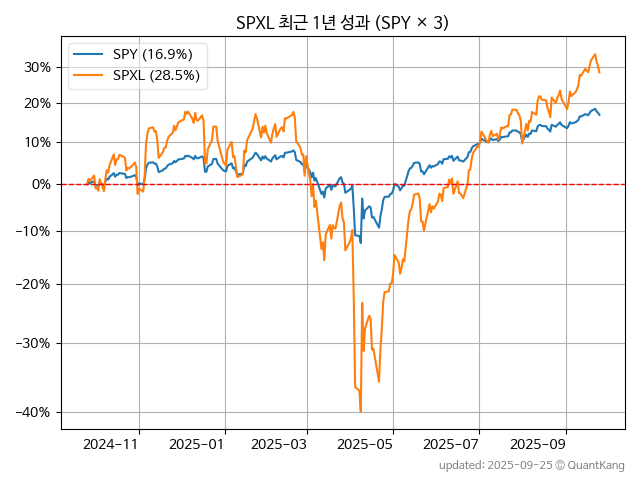 SPXL 최근 1년 성과 (SPY × 3)
SPY (16.9%)
SPXL (28.5%)
30%
20%
10%
0%
−10%
−20%
−30%
−40%
2024-11 2025-01 2025-03 2025-05 2025-07 2025-09
updated: 2025-09-25 © QuantKang